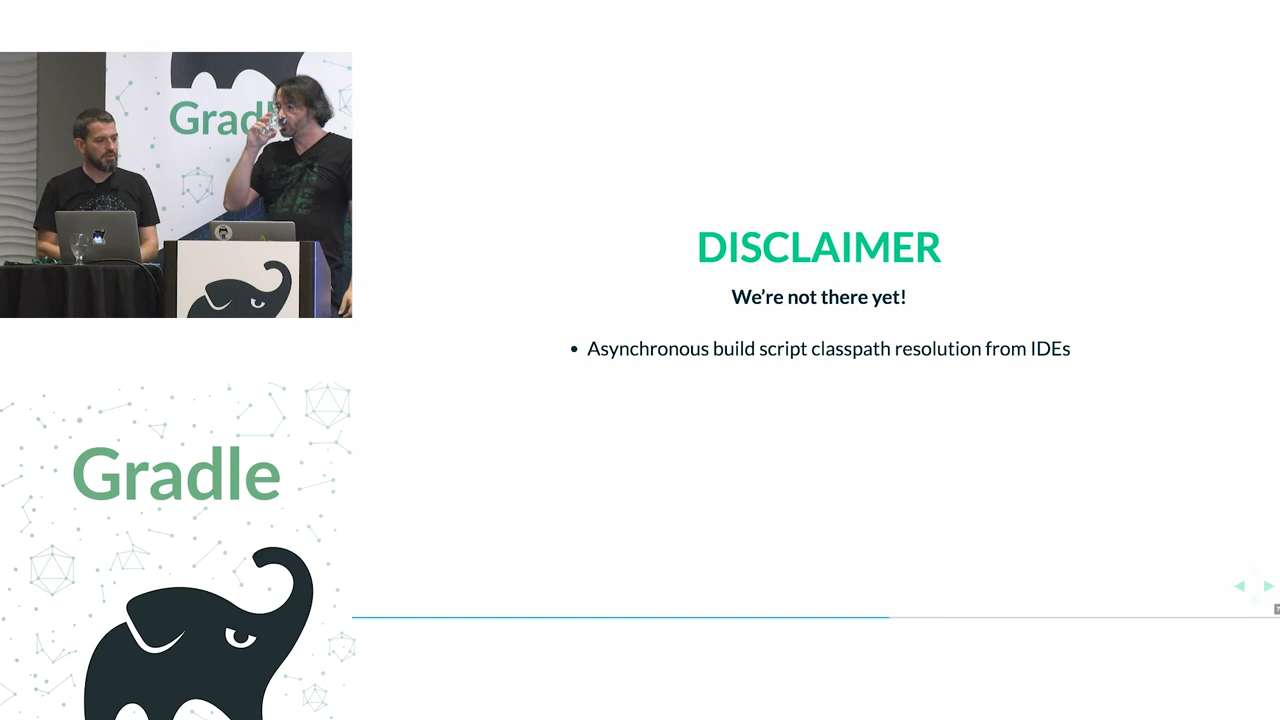 Gradle
DISCLAIMER
We're not there yet!
• Asynchronous build script classpath resolution from IDEs
Gradle